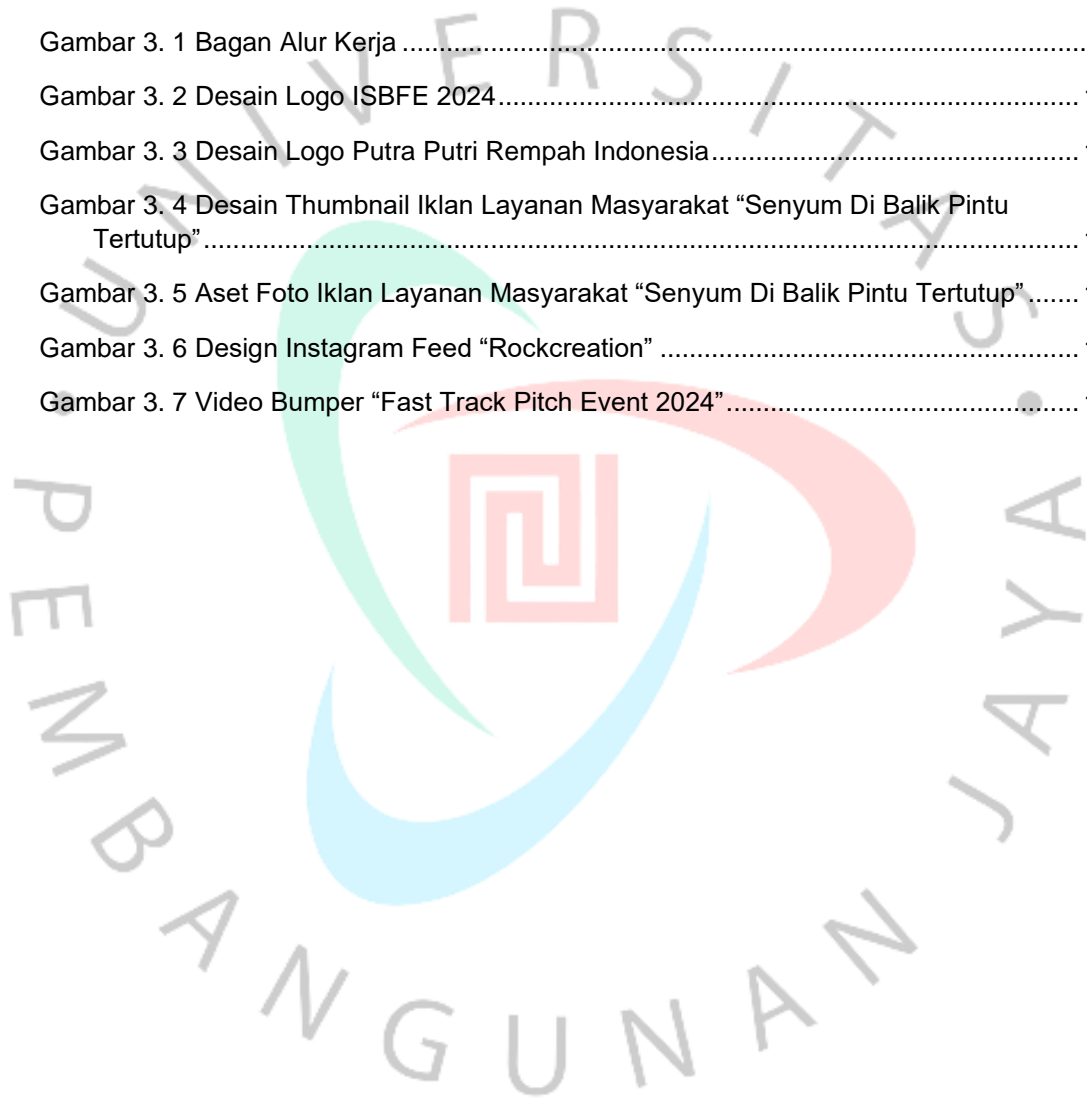 Gambar 3. 1 Bagan Alur Kerja ................................................................................
Gambar 3. 2 Desain Logo ISBFE 2024................................................................................
Gambar 3. 3 Desain Logo Putra Putri Rempah Indonesia....................................................
Gambar 3. 4 Desain Thumbnail Iklan Layanan Masyarakat “Senyum Di Balik Pintu
Tertutup”................................................................................
Gambar 3. 5 Aset Foto Iklan Layanan Masyarakat “Senyum Di Balik Pintu Tertutup”.......
Gambar 3. 6 Design Instagram Feed “Rockcreation” ..........................................................
Gambar 3. 7 Video Bumper “Fast Track Pitch Event 2024”................................................
UNIVERSITAS • PEMBANGUNAN JAYA •